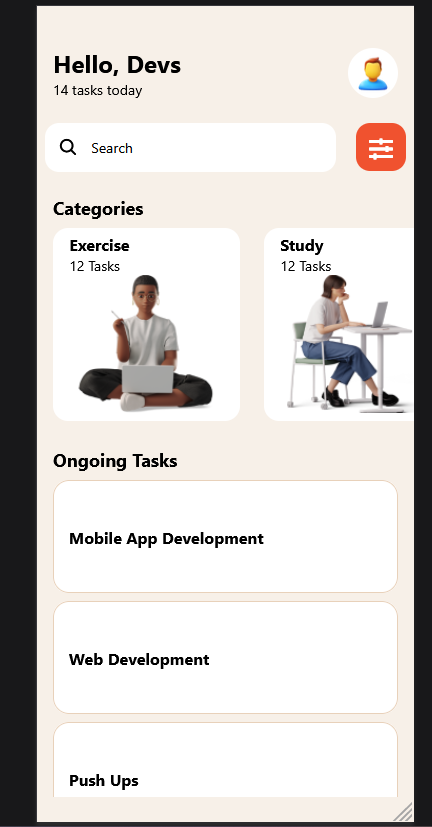 Hello, Devs
14 tasks today
Search
Categories
Exercise
12 Tasks
Study
12 Tasks
Ongoing Tasks
Mobile App Development
Web Development
Push Ups